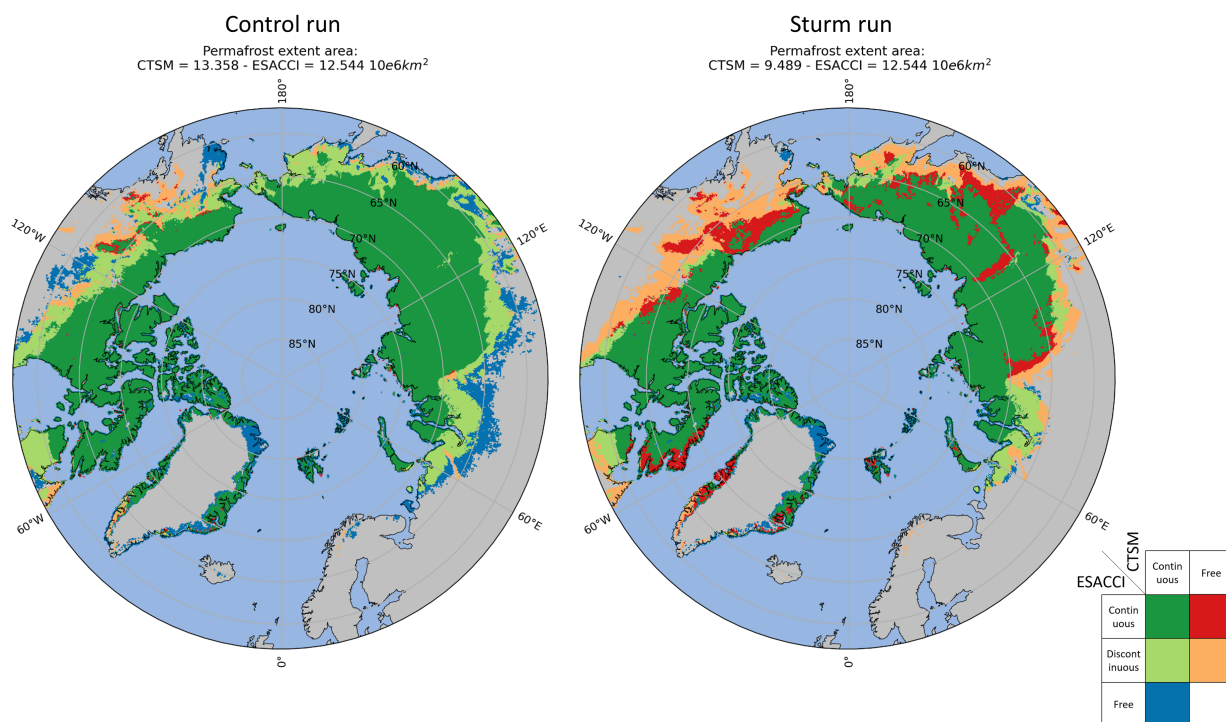 Control run
Permafrost extent area:
CTSM = 13.358 - ESACCI = 12.544 10e6km²
180°
60°N
65°N
70°N
75°N
80°N
85°N
120°W
120°E
60°W
60°E
0°
Sturm run
Permafrost extent area:
CTSM = 9.489 - ESACCI = 12.544 10e6km²
180°
60°N
65°N
70°N
75°N
80°N
85°N
120°W
120°E
60°W
60°E
0°
CTSM
ESACCI
Contin
uous
Free
Contin
uous
Discont
inuous
Free